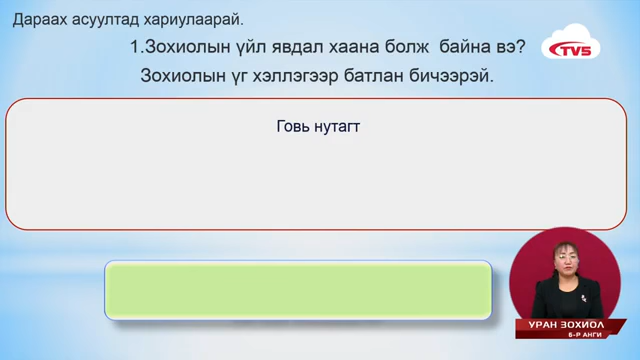 Дараах асуултад хариулаарай.
1.Зохиолын үйл явдал хаана болж байна вэ?
Зохиолын үг хэллэгээр батлан бичээрэй.
TV5
Говь нутагт
УРАН ЗОХИОЛ
6-Р АНГИ